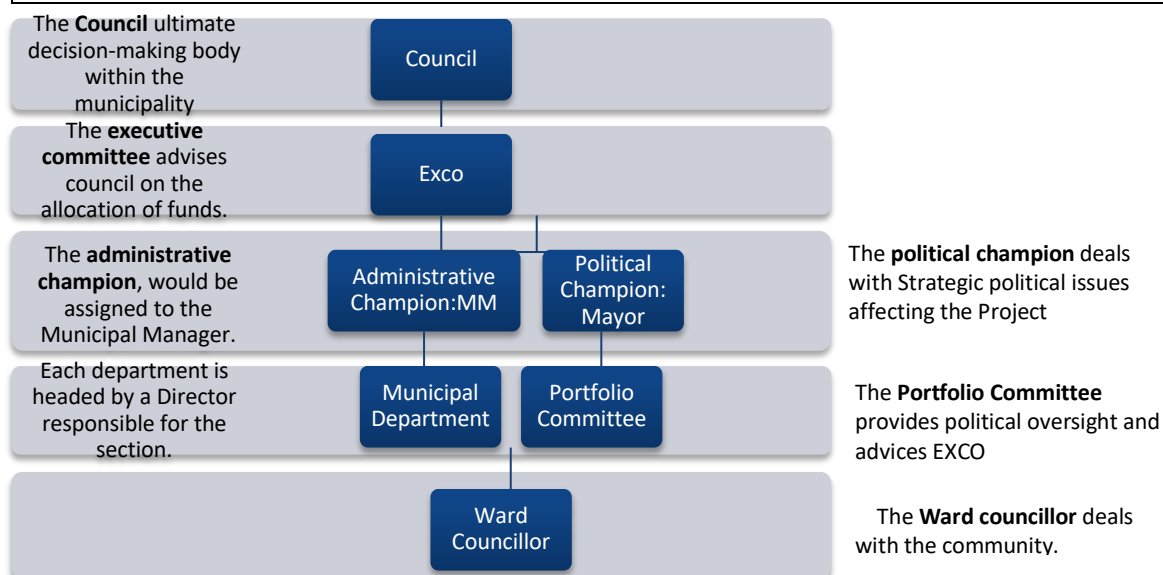 The Council ultimate
decision-making body
within the
municipality
Council
The executive
committee advises
council on the
allocation of funds.
Exco
The administrative
champion, would be
assigned to the
Municipal Manager.
Administrative
Champion:MM
Political
Champion:
Mayor
The political champion deals
with Strategic political issues
affecting the Project
Each department is
headed by a Director
responsible for the
section.
Municipal
Department
Portfolio
Committee
The Portfolio Committee
provides political oversight and
advices EXCO
Ward
Councillor
The Ward councillor deals
with the community.